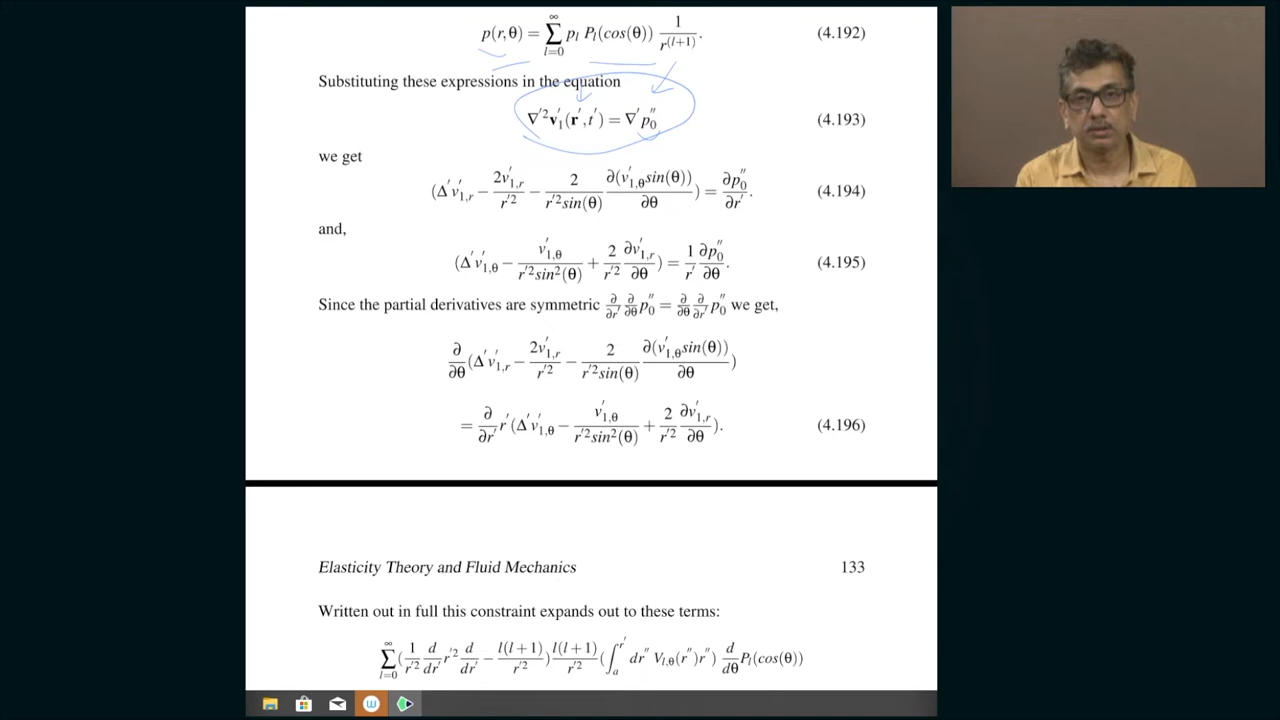 p(r,θ) = ∑_{l=0}^{∞} p_l P_l(cos(θ)) 1/r^{(l+1)}. (4.192)
Substituting these expressions in the equation
∇′²v′₁(r′,t′) = ∇′p₀″ (4.193)
we get
(Δ′v′_{1,r} − 2v′_{1,r}/r′2 − 2/(r′2sin(θ)) ∂(v′_{1,θ}sin(θ))/∂θ) = ∂p₀″/∂r′. (4.194)
and,
(Δ′v′_{1,θ} − v′_{1,θ}/(r′2sin²(θ)) + 2/r′2 ∂v′_{1,r}/∂θ) = 1/r′ ∂p₀″/∂θ. (4.195)
Since the partial derivatives are symmetric ∂/∂r′ ∂/∂θ p₀″ = ∂/∂θ ∂/∂r′ p₀″ we get,
∂/∂θ (Δ′v′_{1,r} − 2v′_{1,r}/r′2 − 2/(r′2sin(θ)) ∂(v′_{1,θ}sin(θ))/∂θ)
= ∂/∂r′ r′(Δ′v′_{1,θ} − v′_{1,θ}/(r′2sin²(θ)) + 2/r′2 ∂v′_{1,r}/∂θ). (4.196)
Elasticity Theory and Fluid Mechanics 133
Written out in full this constraint expands out to these terms:
∑_{l=0}^{∞} (1/r′2 d/dr′ r′2 d/dr′ − l(l+1)/r′2) l(l+1)/r′2 (∫_a^{r′} dr″ V_{l,θ}(r″)r″) d/dθ P_l(cos(θ))